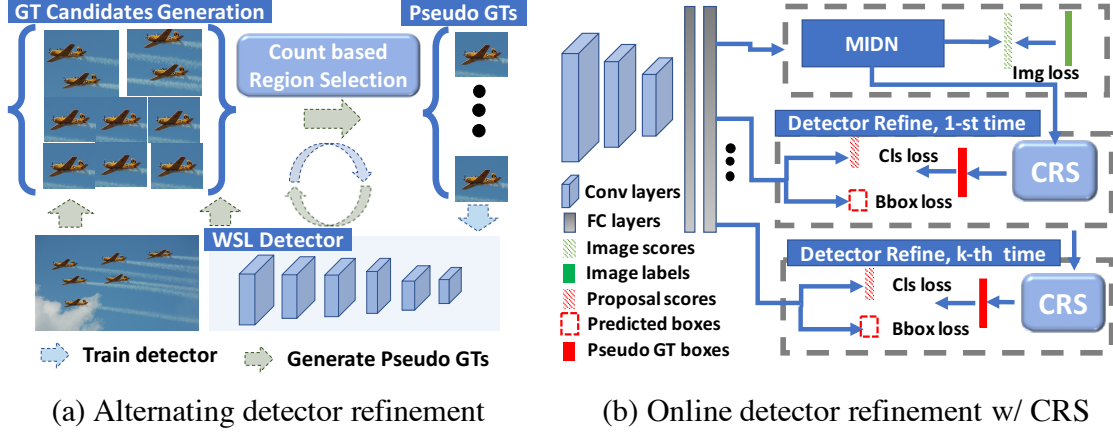 GT Candidates Generation
Pseudo GTs
Count based
Region Selection
WSL Detector
Train detector
Generate Pseudo GTs
(a) Alternating detector refinement
MIDN
Img loss
Detector Refine, 1-st time
Cls loss
CRS
Bbox loss
Conv layers
FC layers
Image scores
Image labels
Proposal scores
Predicted boxes
Pseudo GT boxes
Detector Refine, k-th time
Cls loss
CRS
Bbox loss
(b) Online detector refinement w/ CRS